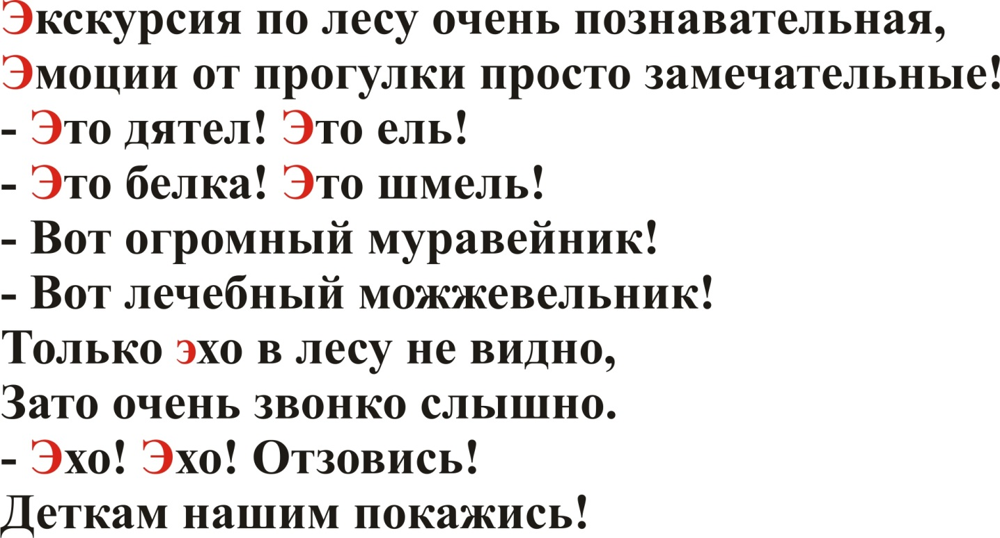 Экскурсия по лесу очень познавательная,
Эмоции от прогулки просто замечательные!
- Это дятел! Это ель!
- Это белка! Это шмель!
- Вот огромный муравейник!
- Вот лечебный можжевельник!
Только эхо в лесу не видно,
Зато очень звонко слышно.
- Эхо! Эхо! Отзовись!
Деткам нашим покажись!